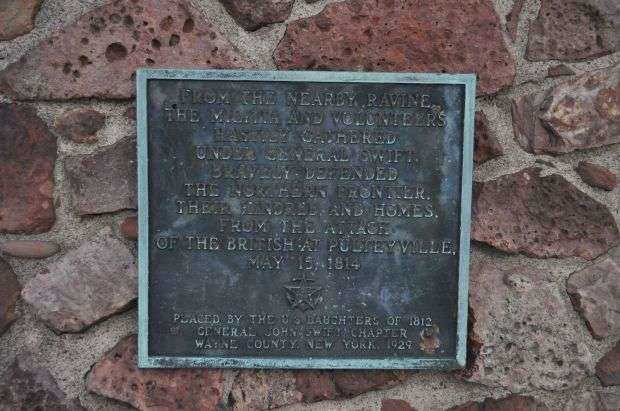 FROM THE NEARBY RAVINE
THE MILITIA AND VOLUNTEERS
HASTILY GATHERED
UNDER GENERAL SWIFT,
BRAVELY DEFENDED
THE NORTHERN FRONTIER,
THEIR KINDRED AND HOMES,
FROM THE ATTACK
OF THE BRITISH AT PULTEYVILLE,
MAY 15, 1814
PLACED BY THE U.S. DAUGHTERS OF 1812
GENERAL JOHN SWIFT CHAPTER
WAYNE COUNTY, NEW YORK, 1929